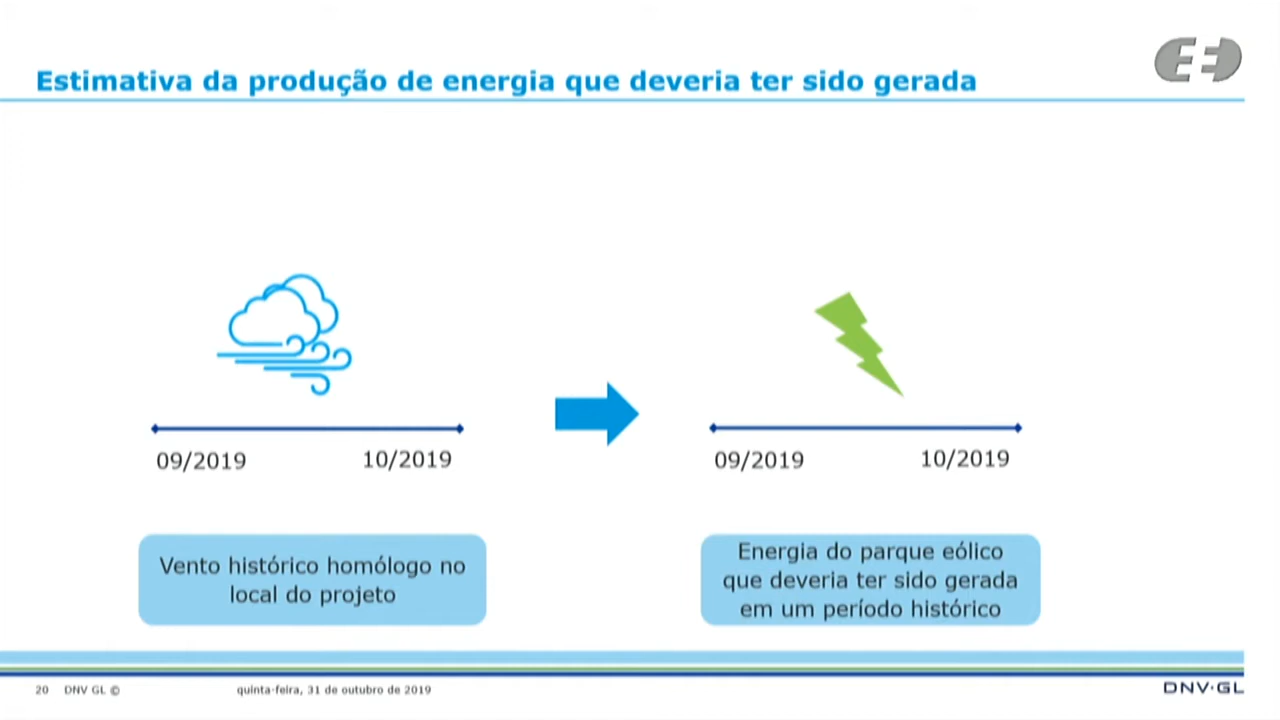 Estimativa da produção de energia que deveria ter sido gerada
09/2019
10/2019
09/2019
10/2019
Vento histórico homólogo no
local do projeto
Energia do parque eólico
que deveria ter sido gerada
em um período histórico
20 DNV GL © quinta-feira, 31 de outubro de 2019
DNV·GL